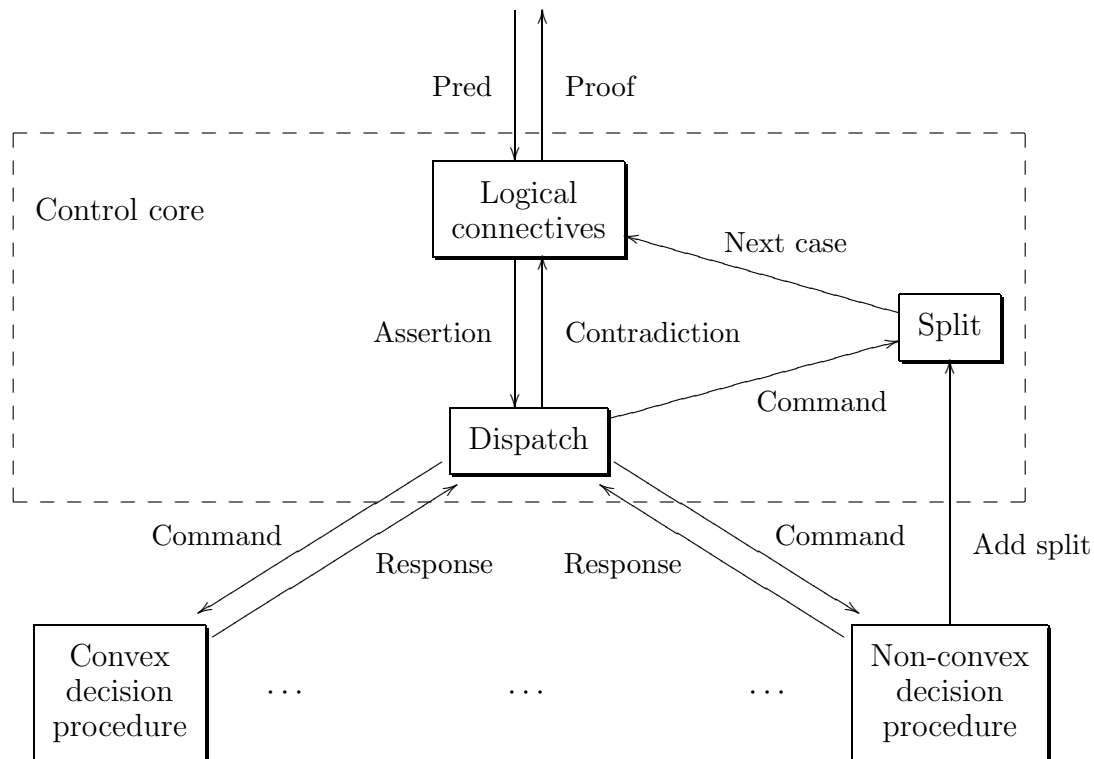 Pred
Proof
Control core
Logical
connectives
Next case
Split
Assertion
Contradiction
Command
Dispatch
Command
Response
Response
Command
Add split
Convex
decision
procedure
...
...
...
Non-convex
decision
procedure